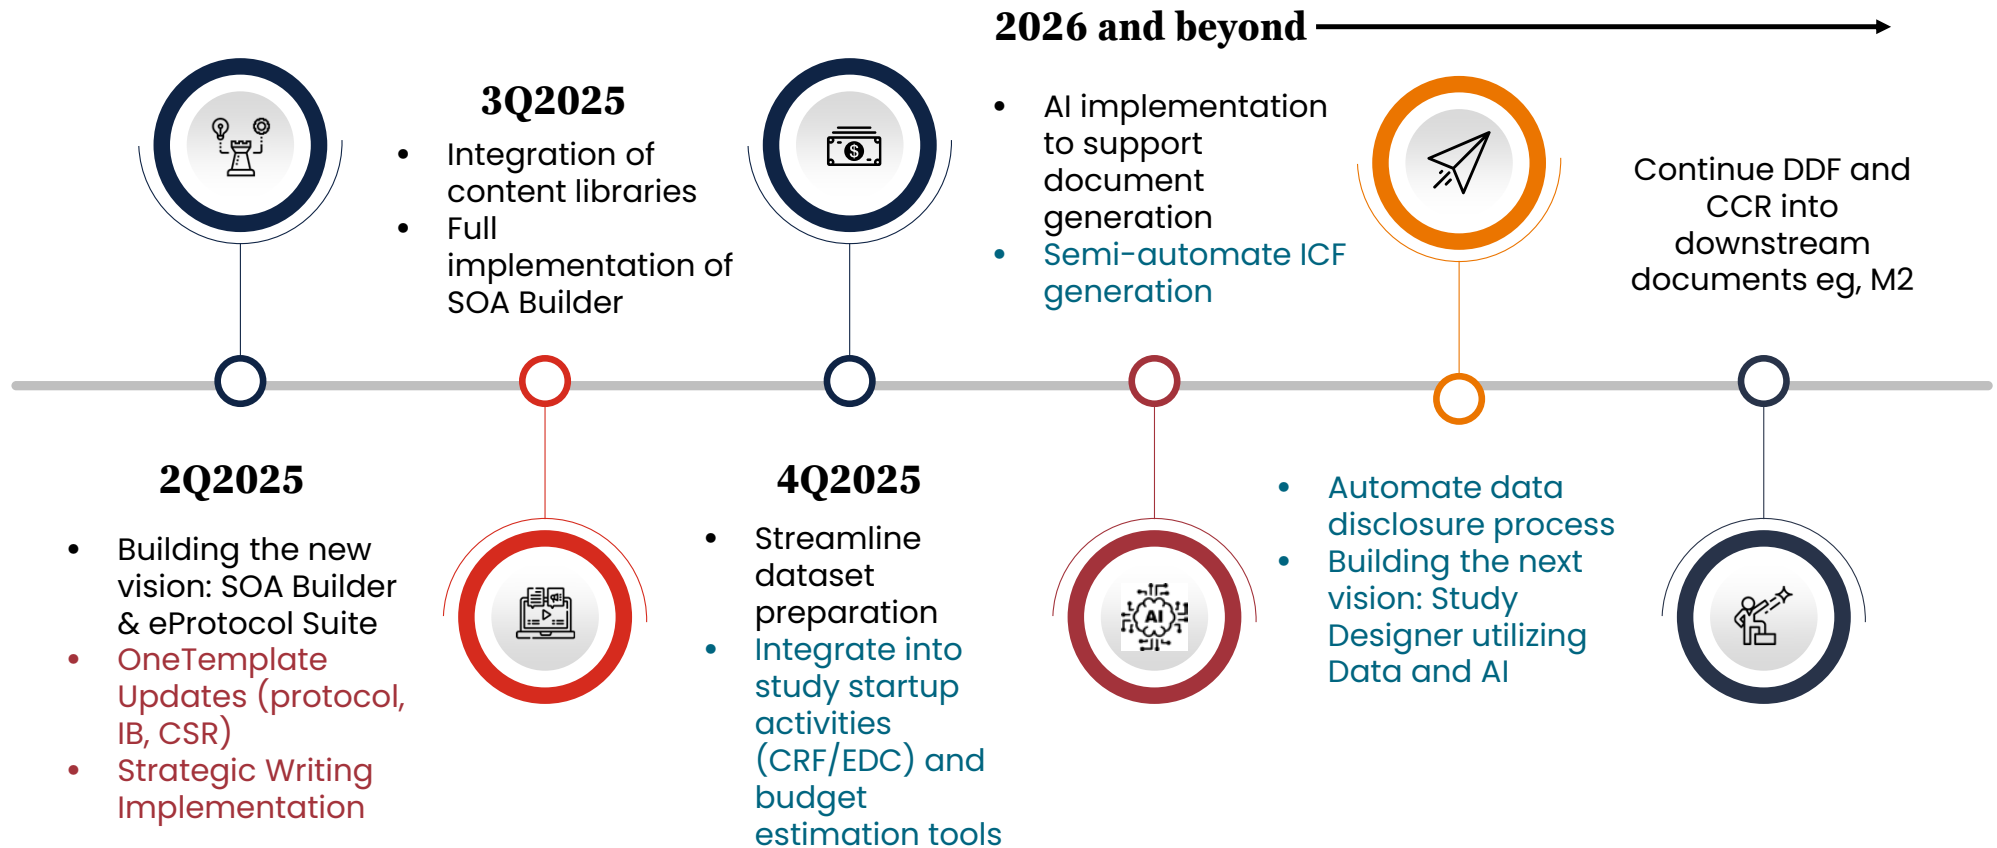 2Q2025
• Building the new
vision: SOA Builder
& eProtocol Suite
• OneTemplate
Updates (protocol,
IB, CSR)
• Strategic Writing
Implementation
3Q2025
• Integration of
content libraries
• Full
implementation of
SOA Builder
4Q2025
• Streamline
dataset
preparation
• Integrate into
study startup
activities
(CRF/EDC) and
budget
estimation tools
2026 and beyond
• AI implementation
to support
document
generation
• Semi-automate ICF
generation
AI
• Automate data
disclosure process
• Building the next
vision: Study
Designer utilizing
Data and AI
Continue DDF and
CCR into
downstream
documents eg, M2